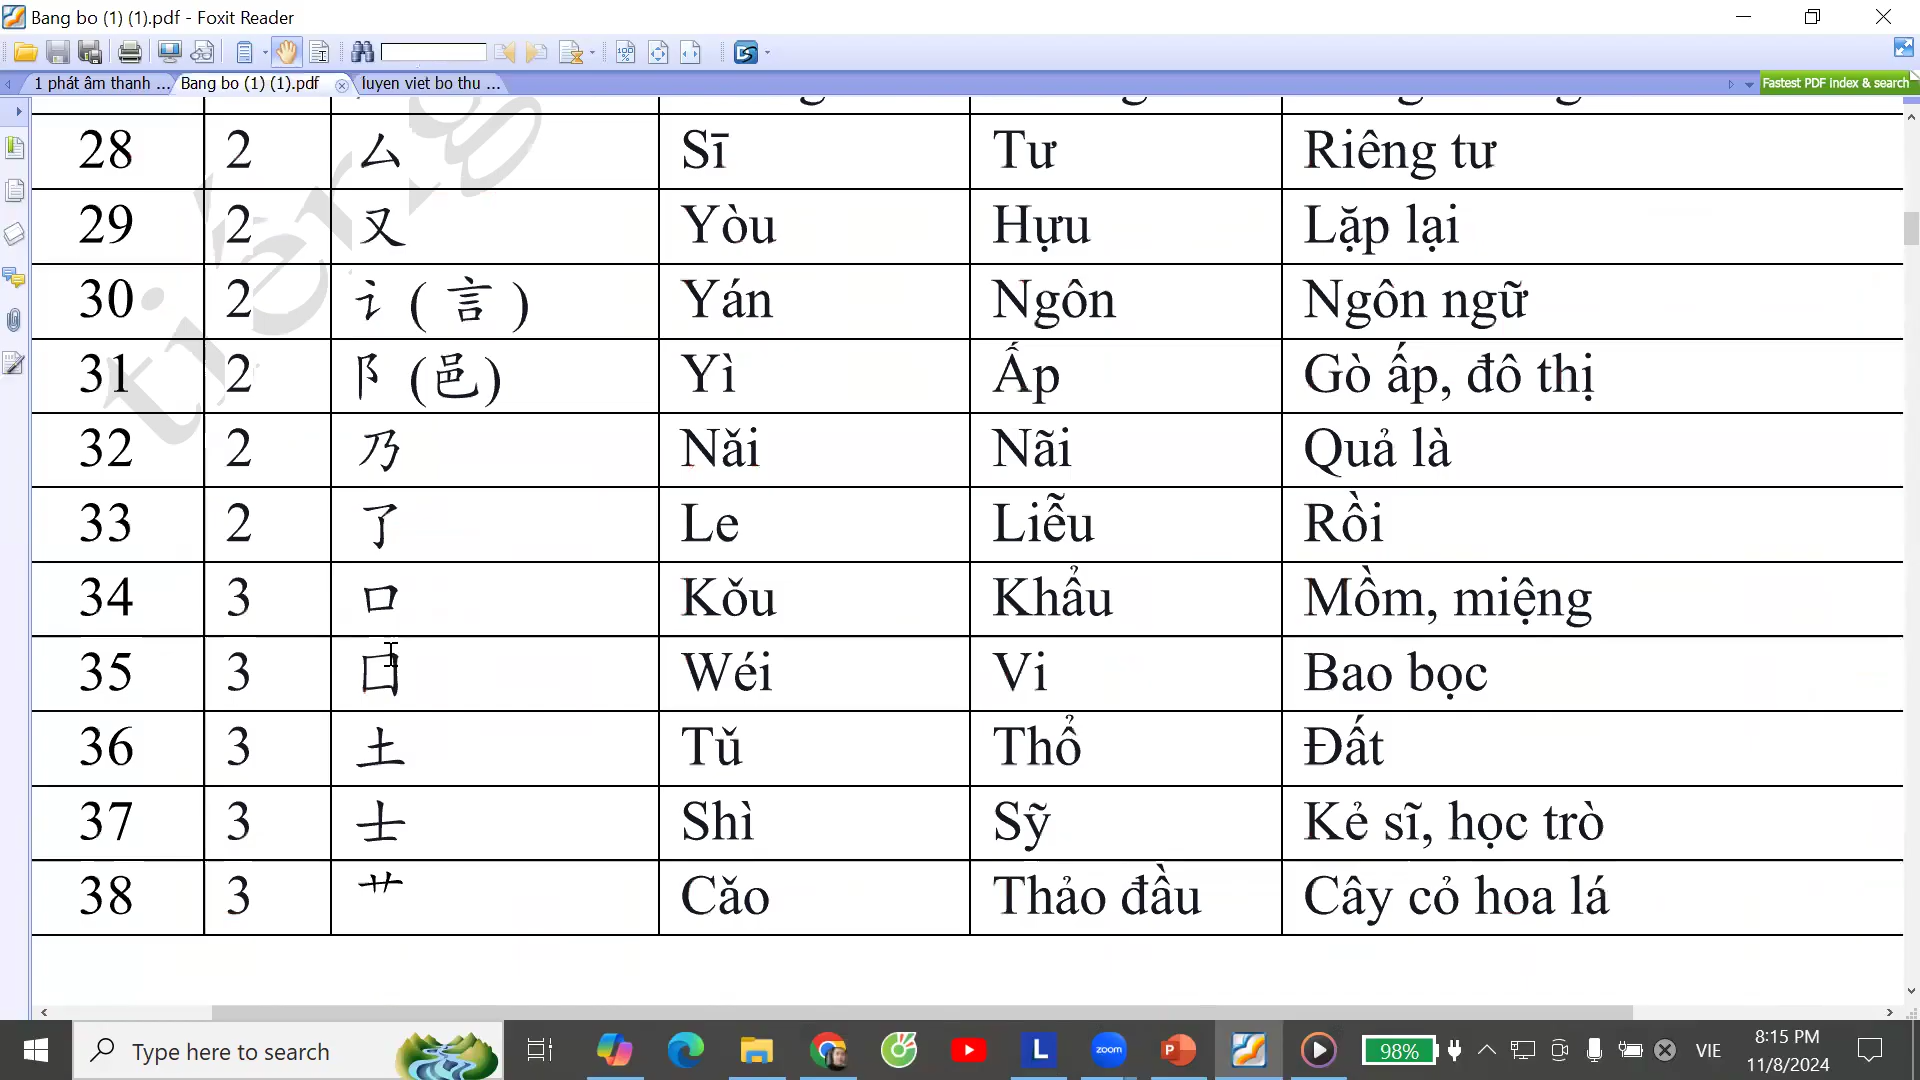 Bang bo (1) (1).pdf - Foxit Reader
1 phát âm thanh ... Bang bo (1) (1).pdf luyen viet bo thu ... Fastest PDF index & search
28 2 厶 Sī Tư Riêng tư
29 2 又 Yòu Hựu Lặp lại
30 2 讠( 言 ) Yán Ngôn Ngôn ngữ
31 2 阝(邑) Yì Ấp Gò ấp, đô thị
32 2 乃 Nǎi Nãi Quả là
33 2 了 Le Liễu Rồi
34 3 口 Kǒu Khẩu Mồm, miệng
35 3 囗 Wéi Vi Bao bọc
36 3 土 Tǔ Thổ Đất
37 3 士 Shì Sỹ Kẻ sĩ, học trò
38 3 艹 Cǎo Thảo đầu Cây cỏ hoa lá
tiếng
Type here to search
L zoom P 98% VIE 8:15 PM
11/8/2024